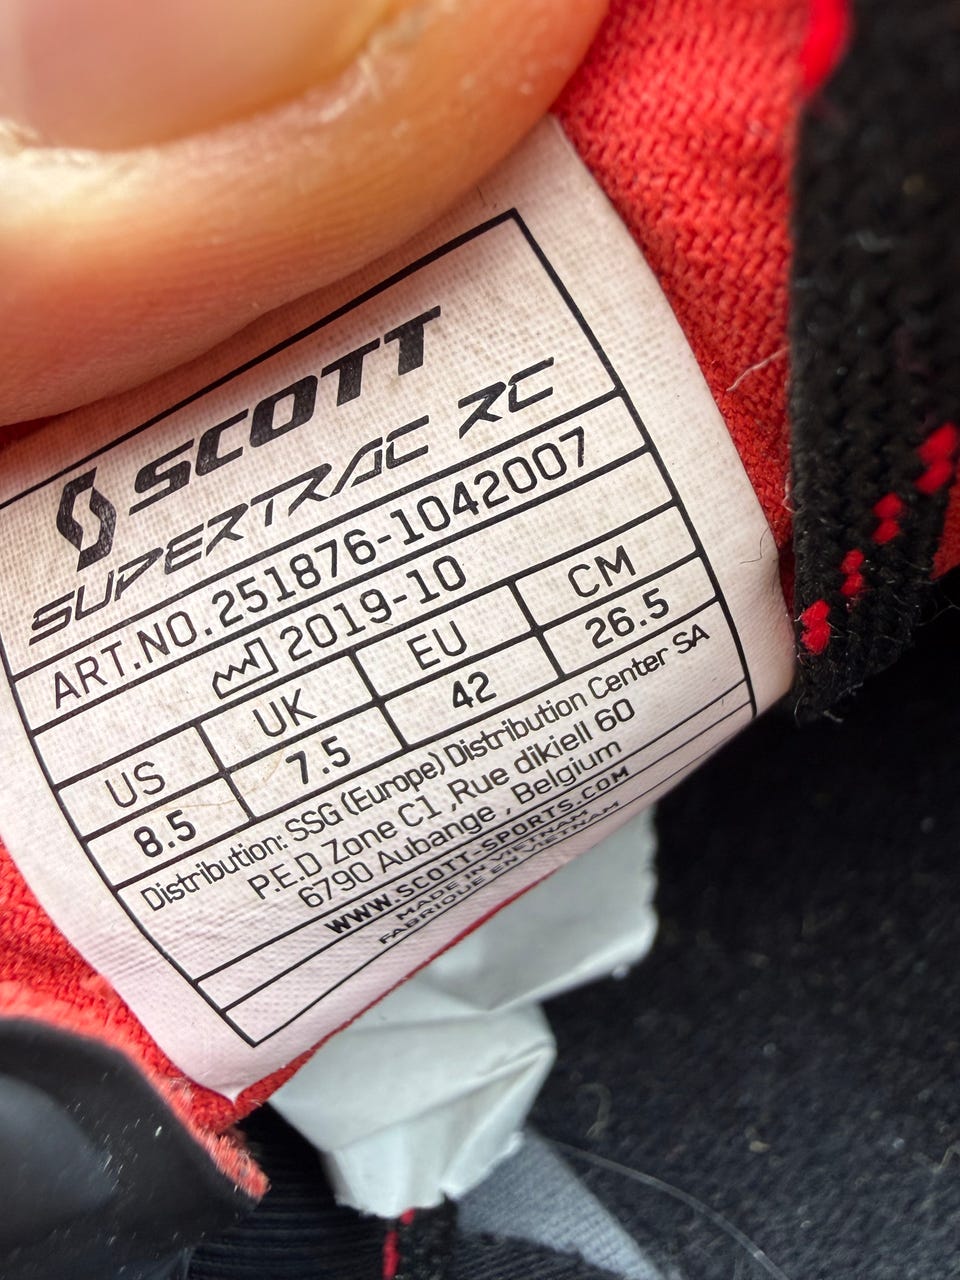 SCOTT
SUPERTRAC RC
ART.NO.251876-1042007
2019-10
US UK EU CM
8.5 7.5 42 26.5
Distribution: SSG (Europe) Distribution Center SA
P.E.D Zone C1 ,Rue dikiell 60
6790 Aubange , Belgium
WWW.SCOTT-SPORTS.COM
MADE IN VIETNAM
FABRIQUE EN VIETNAM